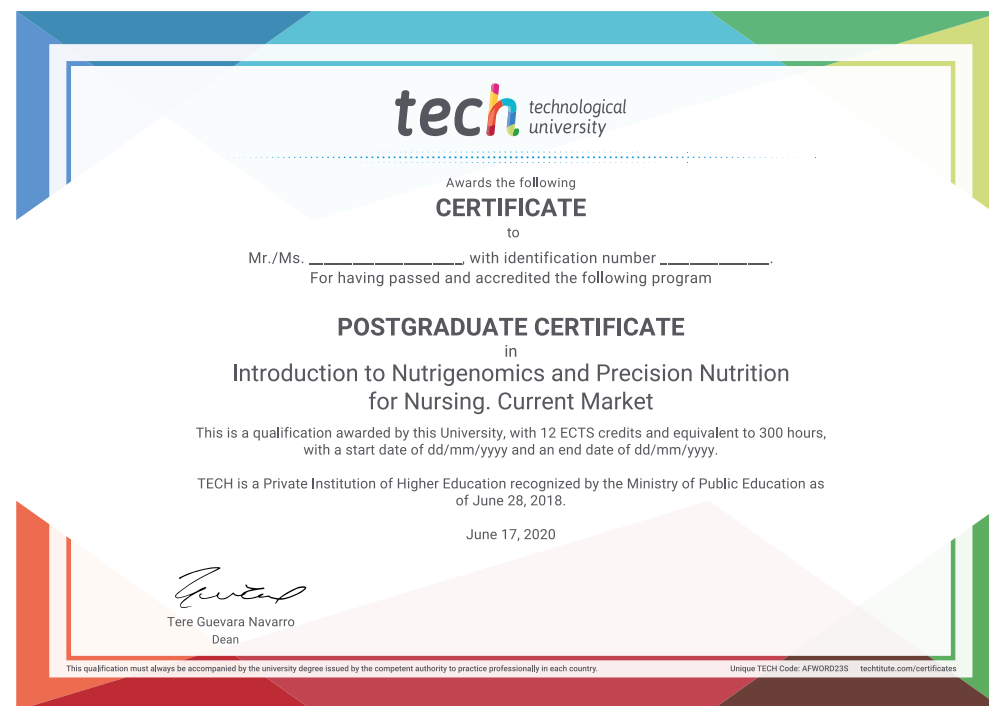 tech technological
university
Awards the following
CERTIFICATE
to
Mr./Ms. ____________________, with identification number ______________.
For having passed and accredited the following program
POSTGRADUATE CERTIFICATE
in
Introduction to Nutrigenomics and Precision Nutrition
for Nursing. Current Market
This is a qualification awarded by this University, with 12 ECTS credits and equivalent to 300 hours,
with a start date of dd/mm/yyyy and an end date of dd/mm/yyyy.
TECH is a Private Institution of Higher Education recognized by the Ministry of Public Education as
of June 28, 2018.
June 17, 2020
Tere Guevara Navarro
Dean
This qualification must always be accompanied by the university degree issued by the competent authority to practice professionally in each country.
Unique TECH Code: AFWORD23S techtitute.com/certificates